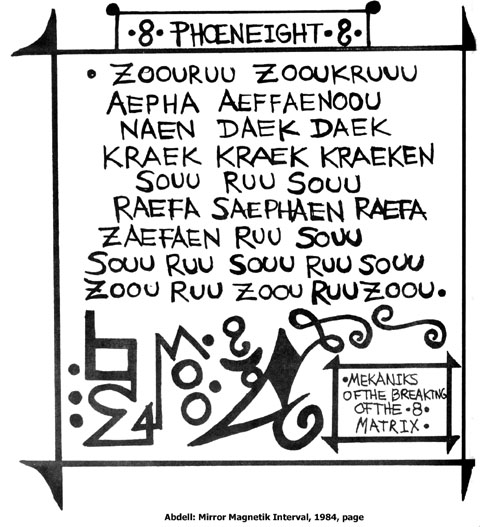 •8• PHOENEIGHT •8•
• ZOOURUU ZOOUKRUUU
AEPHA AEFFAENOOU
NAEN DAEK DAEK
KRAEK KRAEK KRAEKEN
SOUU RUU SOUU
RAEFA SAEPHAEN RAEFA
ZAEFAEN RUU SOUU
SOUU RUU SOUU RUU SOUU
ZOOU RUU ZOOU RUU ZOOU •
•MEKANIKS
OF THE BREAKING
OF THE •8•
MATRIX •
Abdell: Mirror Magnetik Interval, 1984, page